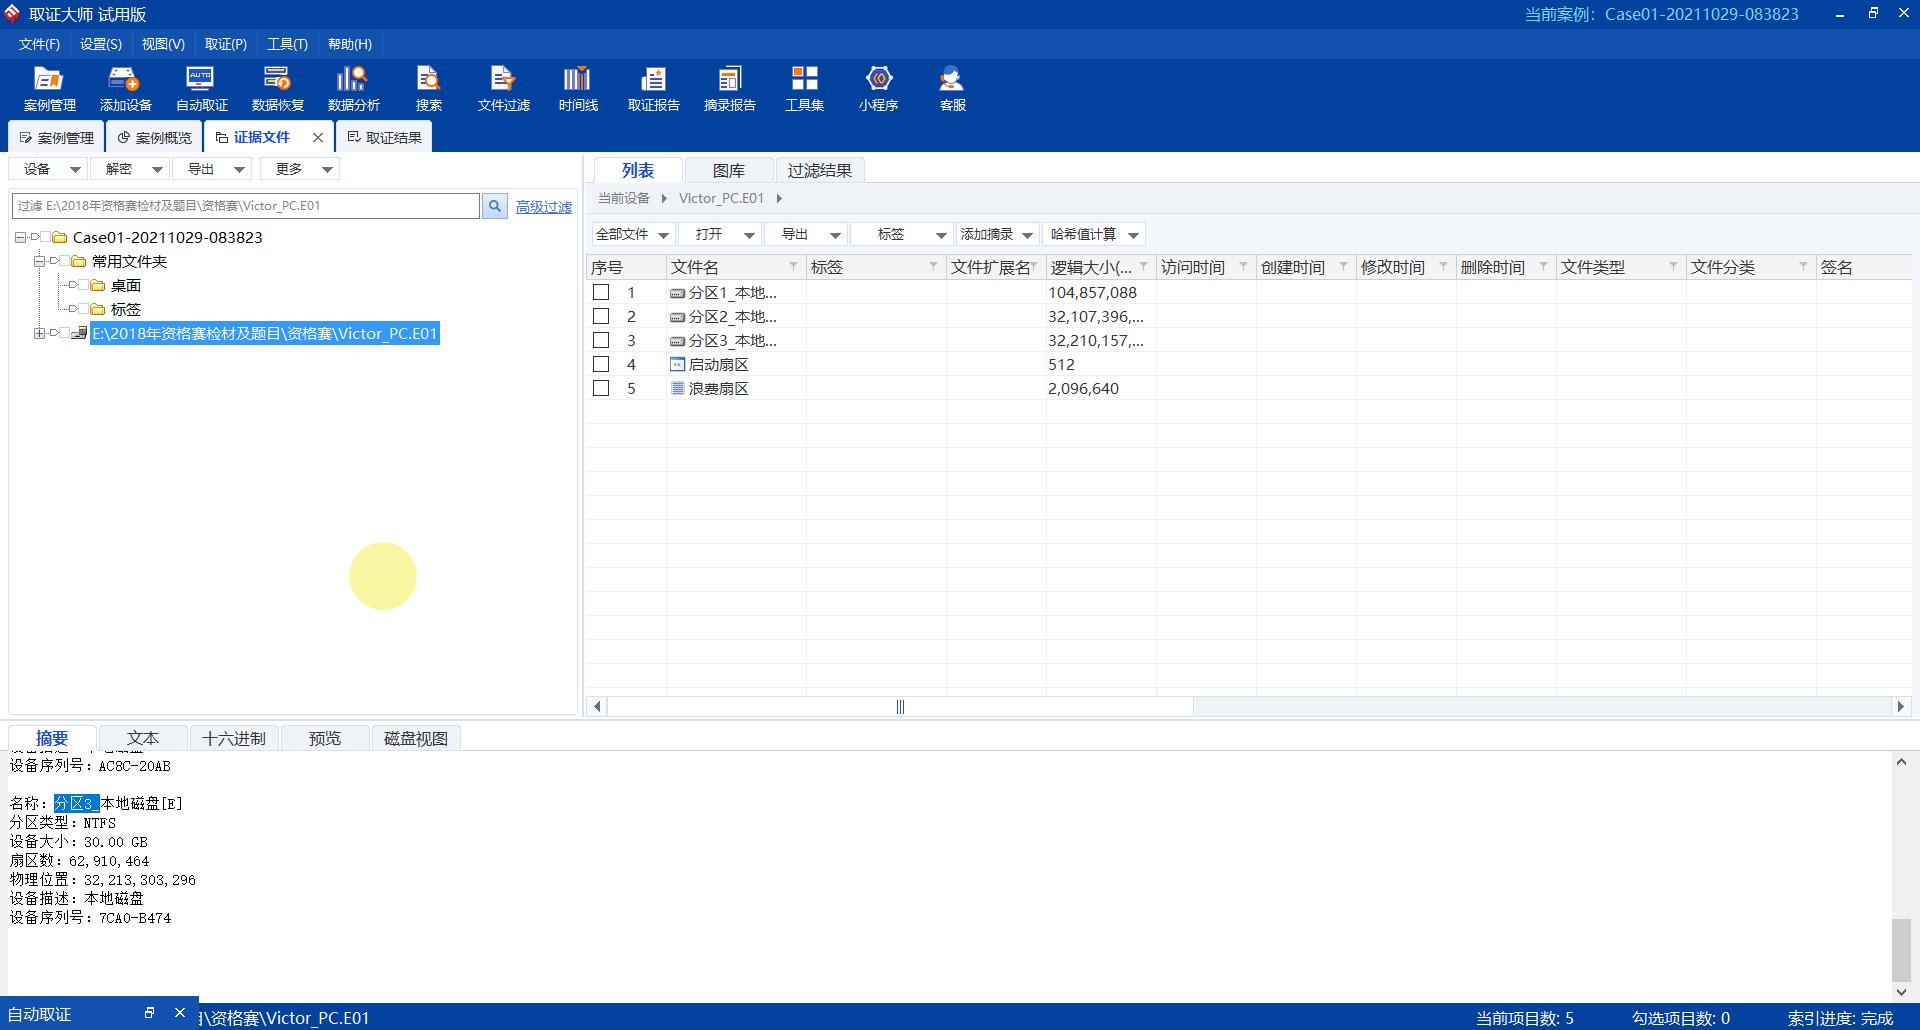 取证大师 试用版
当前案例：Case01-20211029-083823
文件(F) 设置(S) 视图(V) 取证(P) 工具(T) 帮助(H)
案例管理 添加设备 自动取证 数据恢复 数据分析 搜索 文件过滤 时间线 取证报告 摘录报告 工具集 小程序 客服
案例管理 案例概览 证据文件 取证结果
设备 解密 导出 更多
过滤 E:\2018年资格赛检材及题目\资格赛\Victor_PC.E01
高级过滤
Case01-20211029-083823
常用文件夹
桌面
标签
E:\2018年资格赛检材及题目\资格赛\Victor_PC.E01
列表 图库 过滤结果
当前设备 Victor_PC.E01
全部文件 打开 导出 标签 添加摘录 哈希值计算
序号 文件名 标签 文件扩展名 逻辑大小(... 访问时间 创建时间 修改时间 删除时间 文件类型 文件分类 签名
1 分区1_本地... 104,857,088
2 分区2_本地... 32,107,396,...
3 分区3_本地... 32,210,157,...
4 启动扇区 512
5 浪费扇区 2,096,640
摘要 文本 十六进制 预览 磁盘视图
设备序列号：AC8C-20AB
名称：分区3_本地磁盘[E]
分区类型：NTFS
设备大小：30.00 GB
扇区数：62,910,464
物理位置：32,213,303,296
设备描述：本地磁盘
设备序列号：7CA0-B474
自动取证
\资格赛\Victor_PC.E01
当前项目数: 5 勾选项目数: 0 索引进度: 完成